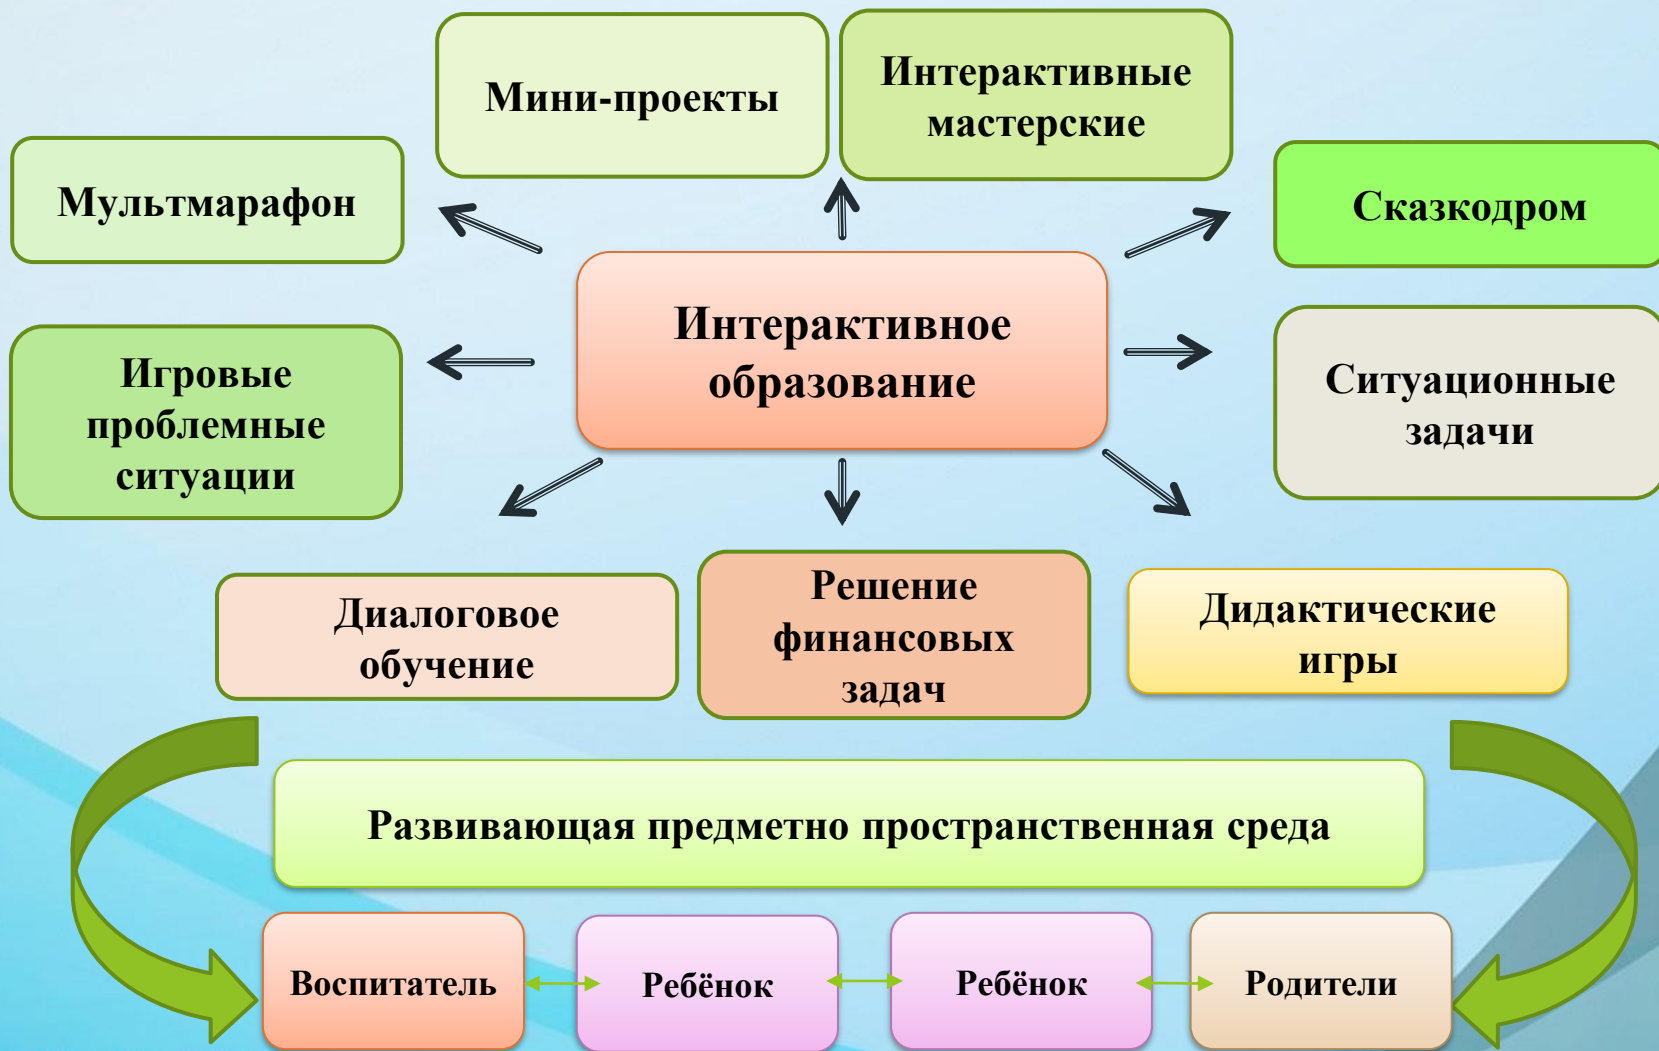 Мини-проекты
Интерактивные
мастерские
Мультмарафон
Сказкодром
Интерактивное
образование
Игровые
проблемные
ситуации
Ситуационные
задачи
Диалоговое
обучение
Решение
финансовых
задач
Дидактические
игры
Развивающая предметно пространственная среда
Воспитатель
Ребёнок
Ребёнок
Родители